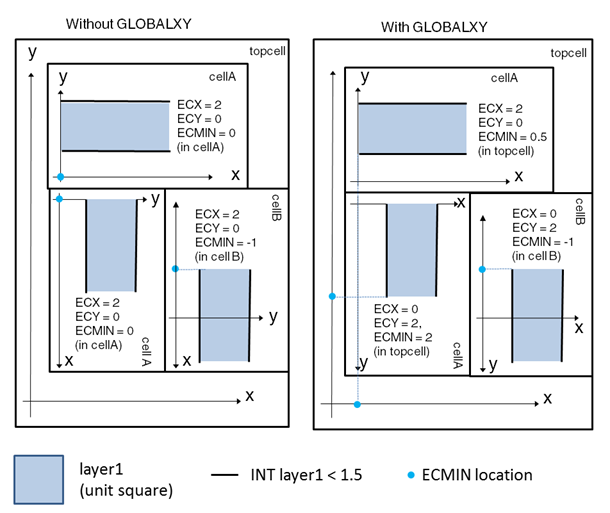 Without GLOBALXY
With GLOBALXY
topcell
y
cellA
y
ECX = 2
ECY = 0
ECMIN = 0
(in cellA)
x
y
ECX = 2
ECY = 0
ECMIN = 0
(in cellA)
cell A
x
cellB
ECX = 2
ECY = 0
ECMIN = -1
(in cell B)
y
x
x
topcell
y
cellA
y
ECX = 2
ECY = 0
ECMIN = 0.5
(in topcell)
x
x
ECX = 0
ECY = 2,
ECMIN = 2
(in topcell)
cellA
y
cellB
ECX = 0
ECY = 2
ECMIN = -1
(in cell B)
x
y
x
layer1
(unit square)
INT layer1 < 1.5
ECMIN location